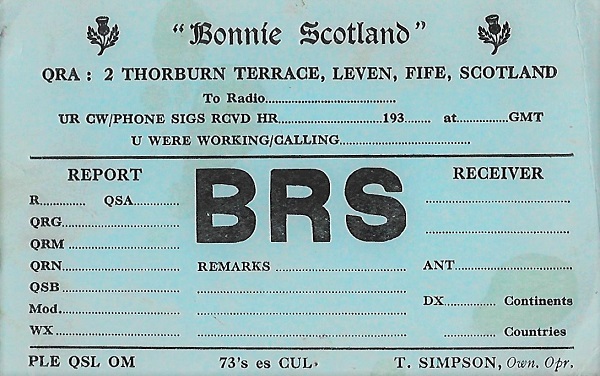 "Bonnie Scotland"
QRA : 2 THORBURN TERRACE, LEVEN, FIFE, SCOTLAND
To Radio....................................
UR CW/PHONE SIGS RCVD HR............................193....... at..............GMT
U WERE WORKING/CALLING....................................
REPORT
R............ QSA.............
QRG.................................
QRM ...............................
QRN.................................
QSB.................................
Mod..................................
WX ..................................
BRS
REMARKS ....................................
RECEIVER
ANT....................................
DX.............. Continents
.................. Countries
PLE QSL OM 73's es CUL. T. SIMPSON, Own. Opr.